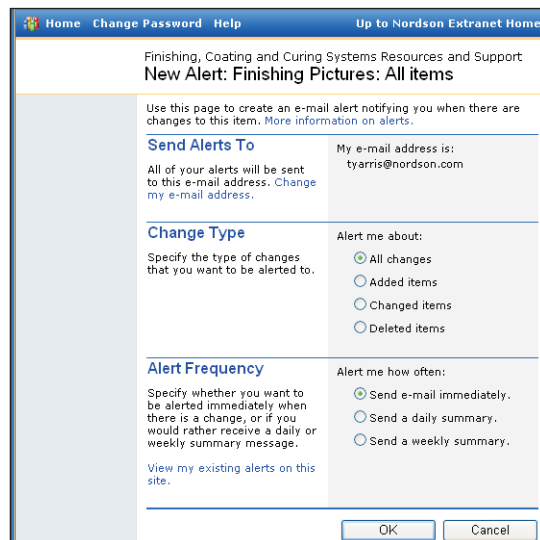 Home Change Password Help Up to Nordson Extranet Home
Finishing, Coating and Curing Systems Resources and Support
New Alert: Finishing Pictures: All items
Use this page to create an e-mail alert notifying you when there are
changes to this item. More information on alerts.
Send Alerts To
All of your alerts will be sent
to this e-mail address. Change
my e-mail address.
My e-mail address is:
tyarris@nordson.com
Change Type
Specify the type of changes
that you want to be alerted to.
Alert me about:
All changes
Added items
Changed items
Deleted items
Alert Frequency
Specify whether you want to
be alerted immediately when
there is a change, or if you
would rather receive a daily or
weekly summary message.
View my existing alerts on this
site.
Alert me how often:
Send e-mail immediately.
Send a daily summary.
Send a weekly summary.
OK Cancel